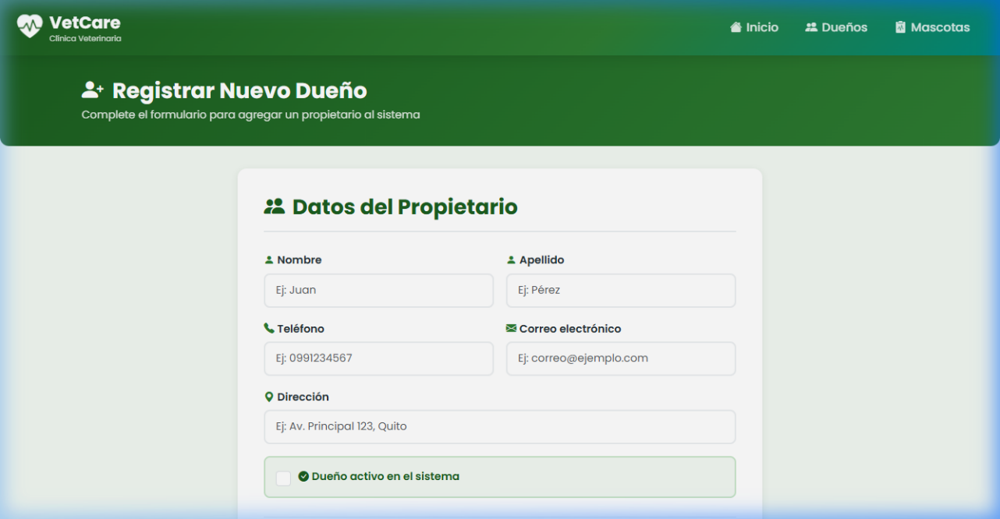 VetCare
Clínica Veterinaria
Inicio
Dueños
Mascotas
Registrar Nuevo Dueño
Complete el formulario para agregar un propietario al sistema
Datos del Propietario
Nombre
Apellido
Ej: Juan
Ej: Pérez
Teléfono
Correo electrónico
Ej: 0991234567
Ej: correo@ejemplo.com
Dirección
Ej: Av. Principal 123, Quito
Dueño activo en el sistema